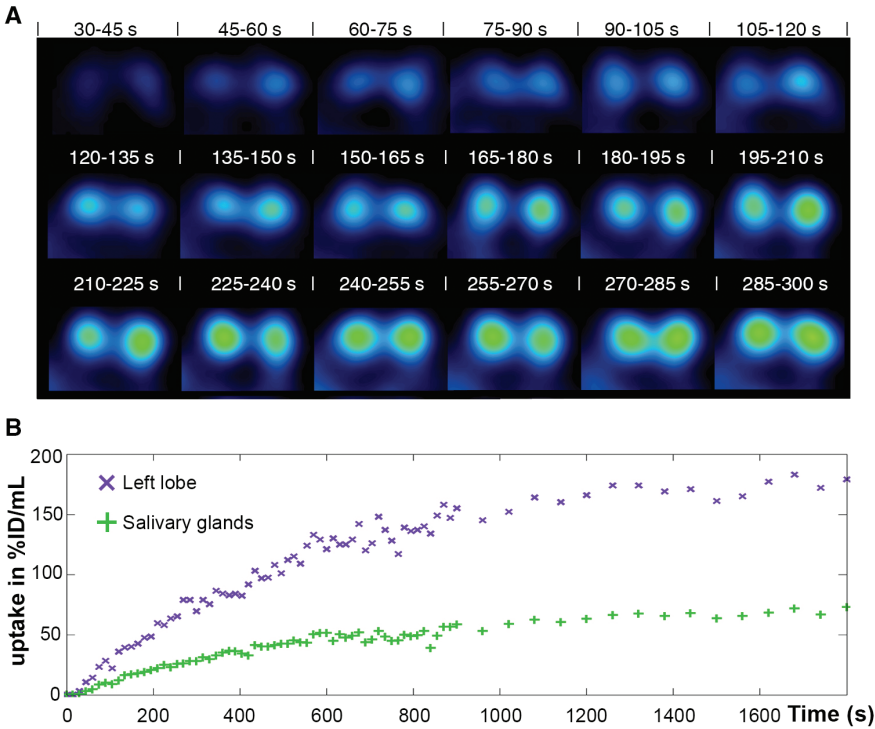 A
30-45 s | 45-60 s | 60-75 s | 75-90 s | 90-105 s | 105-120 s
120-135 s | 135-150 s | 150-165 s | 165-180 s | 180-195 s | 195-210 s
210-225 s | 225-240 s | 240-255 s | 255-270 s | 270-285 s | 285-300 s
B
uptake in %ID/mL
200
150
100
50
0
× Left lobe
+ Salivary glands
0 200 400 600 800 1000 1200 1400 1600 Time (s)